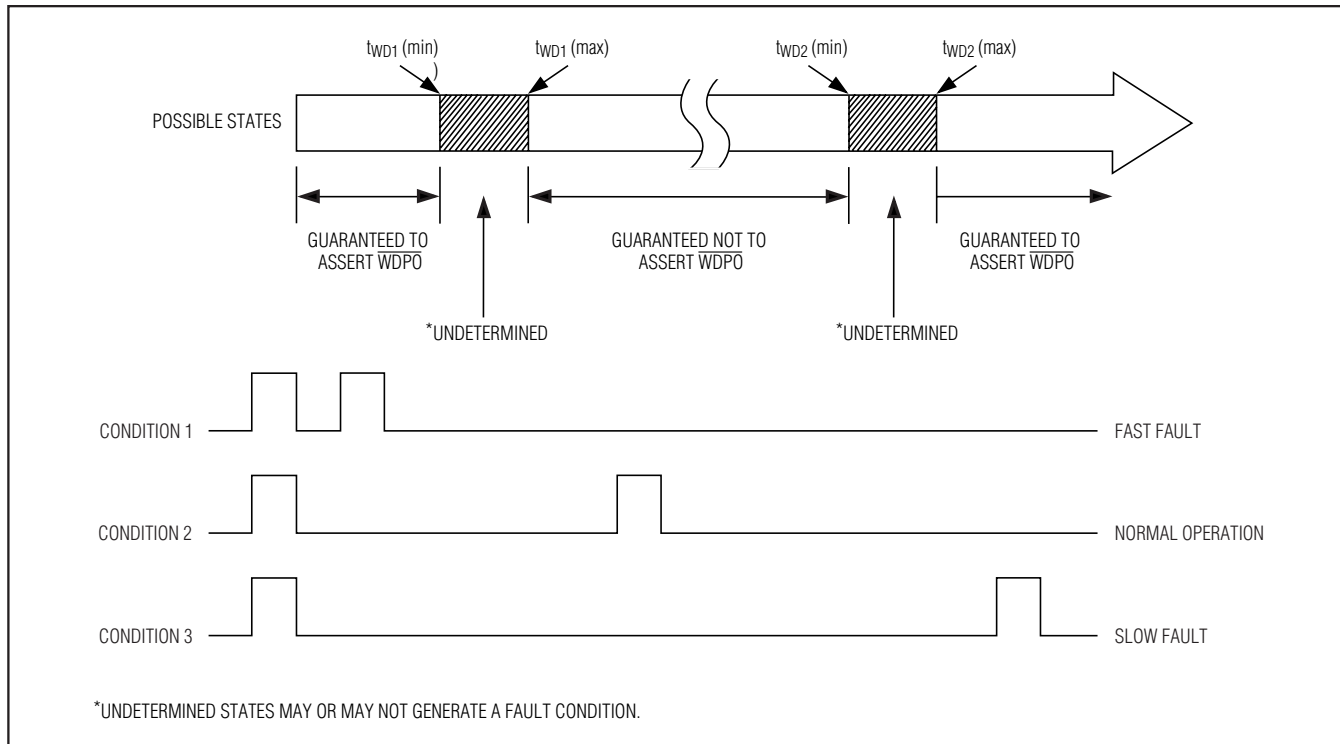 tWD1 (min)
)
tWD1 (max)
tWD2 (min)
tWD2 (max)
POSSIBLE STATES
GUARANTEED TO
ASSERT WDPO
GUARANTEED NOT TO
ASSERT WDPO
GUARANTEED TO
ASSERT WDPO
*UNDETERMINED
*UNDETERMINED
CONDITION 1
FAST FAULT
CONDITION 2
NORMAL OPERATION
CONDITION 3
SLOW FAULT
*UNDETERMINED STATES MAY OR MAY NOT GENERATE A FAULT CONDITION.